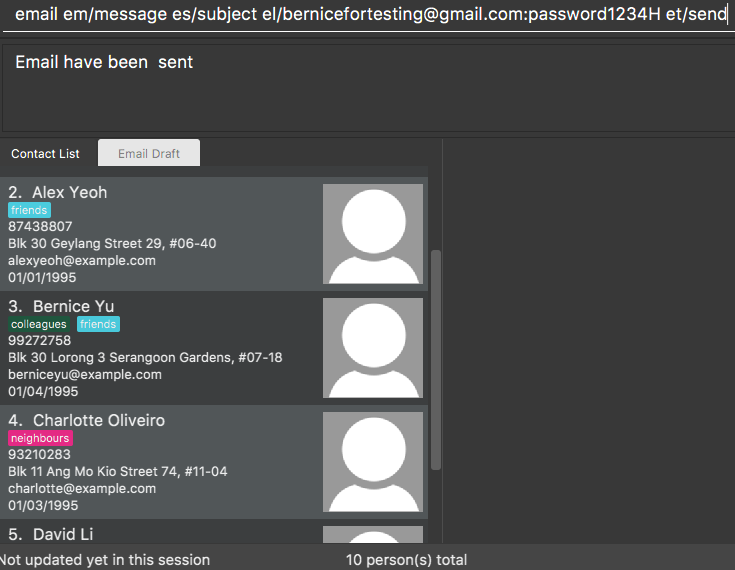 email em/message es/subject el/bernicefortesting@gmail.com:password1234H et/send
Email have been  sent
Contact List
Email Draft
2.  Alex Yeoh
friends
87438807
Blk 30 Geylang Street 29, #06-40
alexyeoh@example.com
01/01/1995
3.  Bernice Yu
colleagues friends
99272758
Blk 30 Lorong 3 Serangoon Gardens, #07-18
berniceyu@example.com
01/04/1995
4.  Charlotte Oliveiro
neighbours
93210283
Blk 11 Ang Mo Kio Street 74, #11-04
charlotte@example.com
01/03/1995
5.  David Li
Not updated yet in this session
10 person(s) total